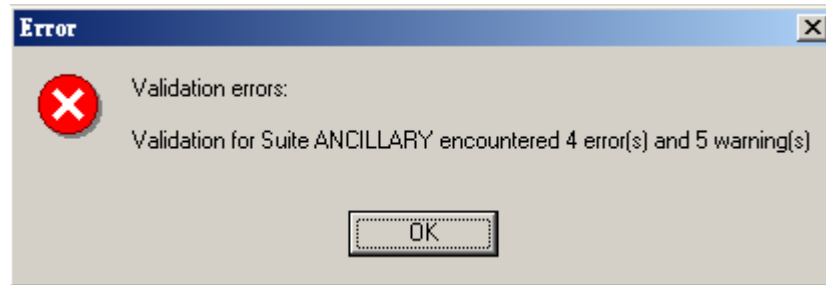 Error
Validation errors:
Validation for Suite ANCILLARY encountered 4 error(s) and 5 warning(s)
OK